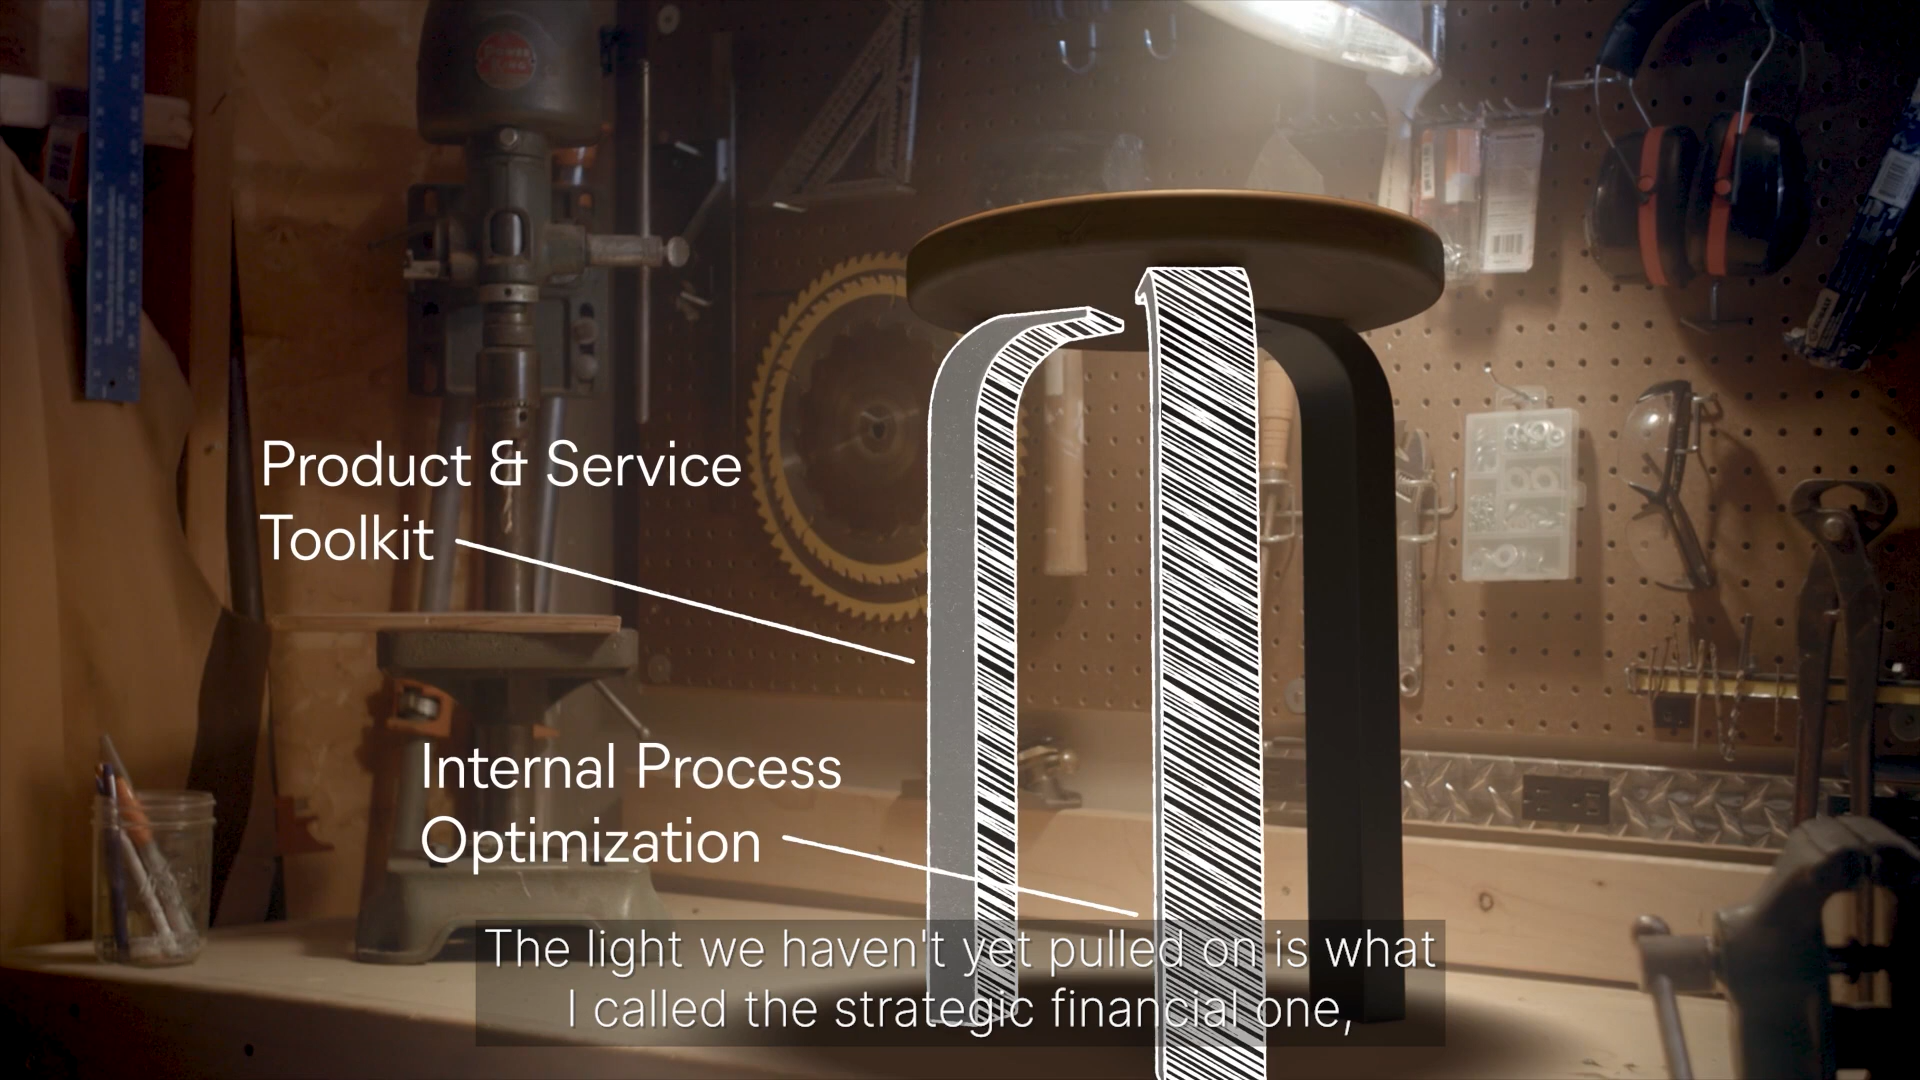 Product & Service
Toolkit
Internal Process
Optimization
The light we haven't yet pulled on is what
I called the strategic financial one,